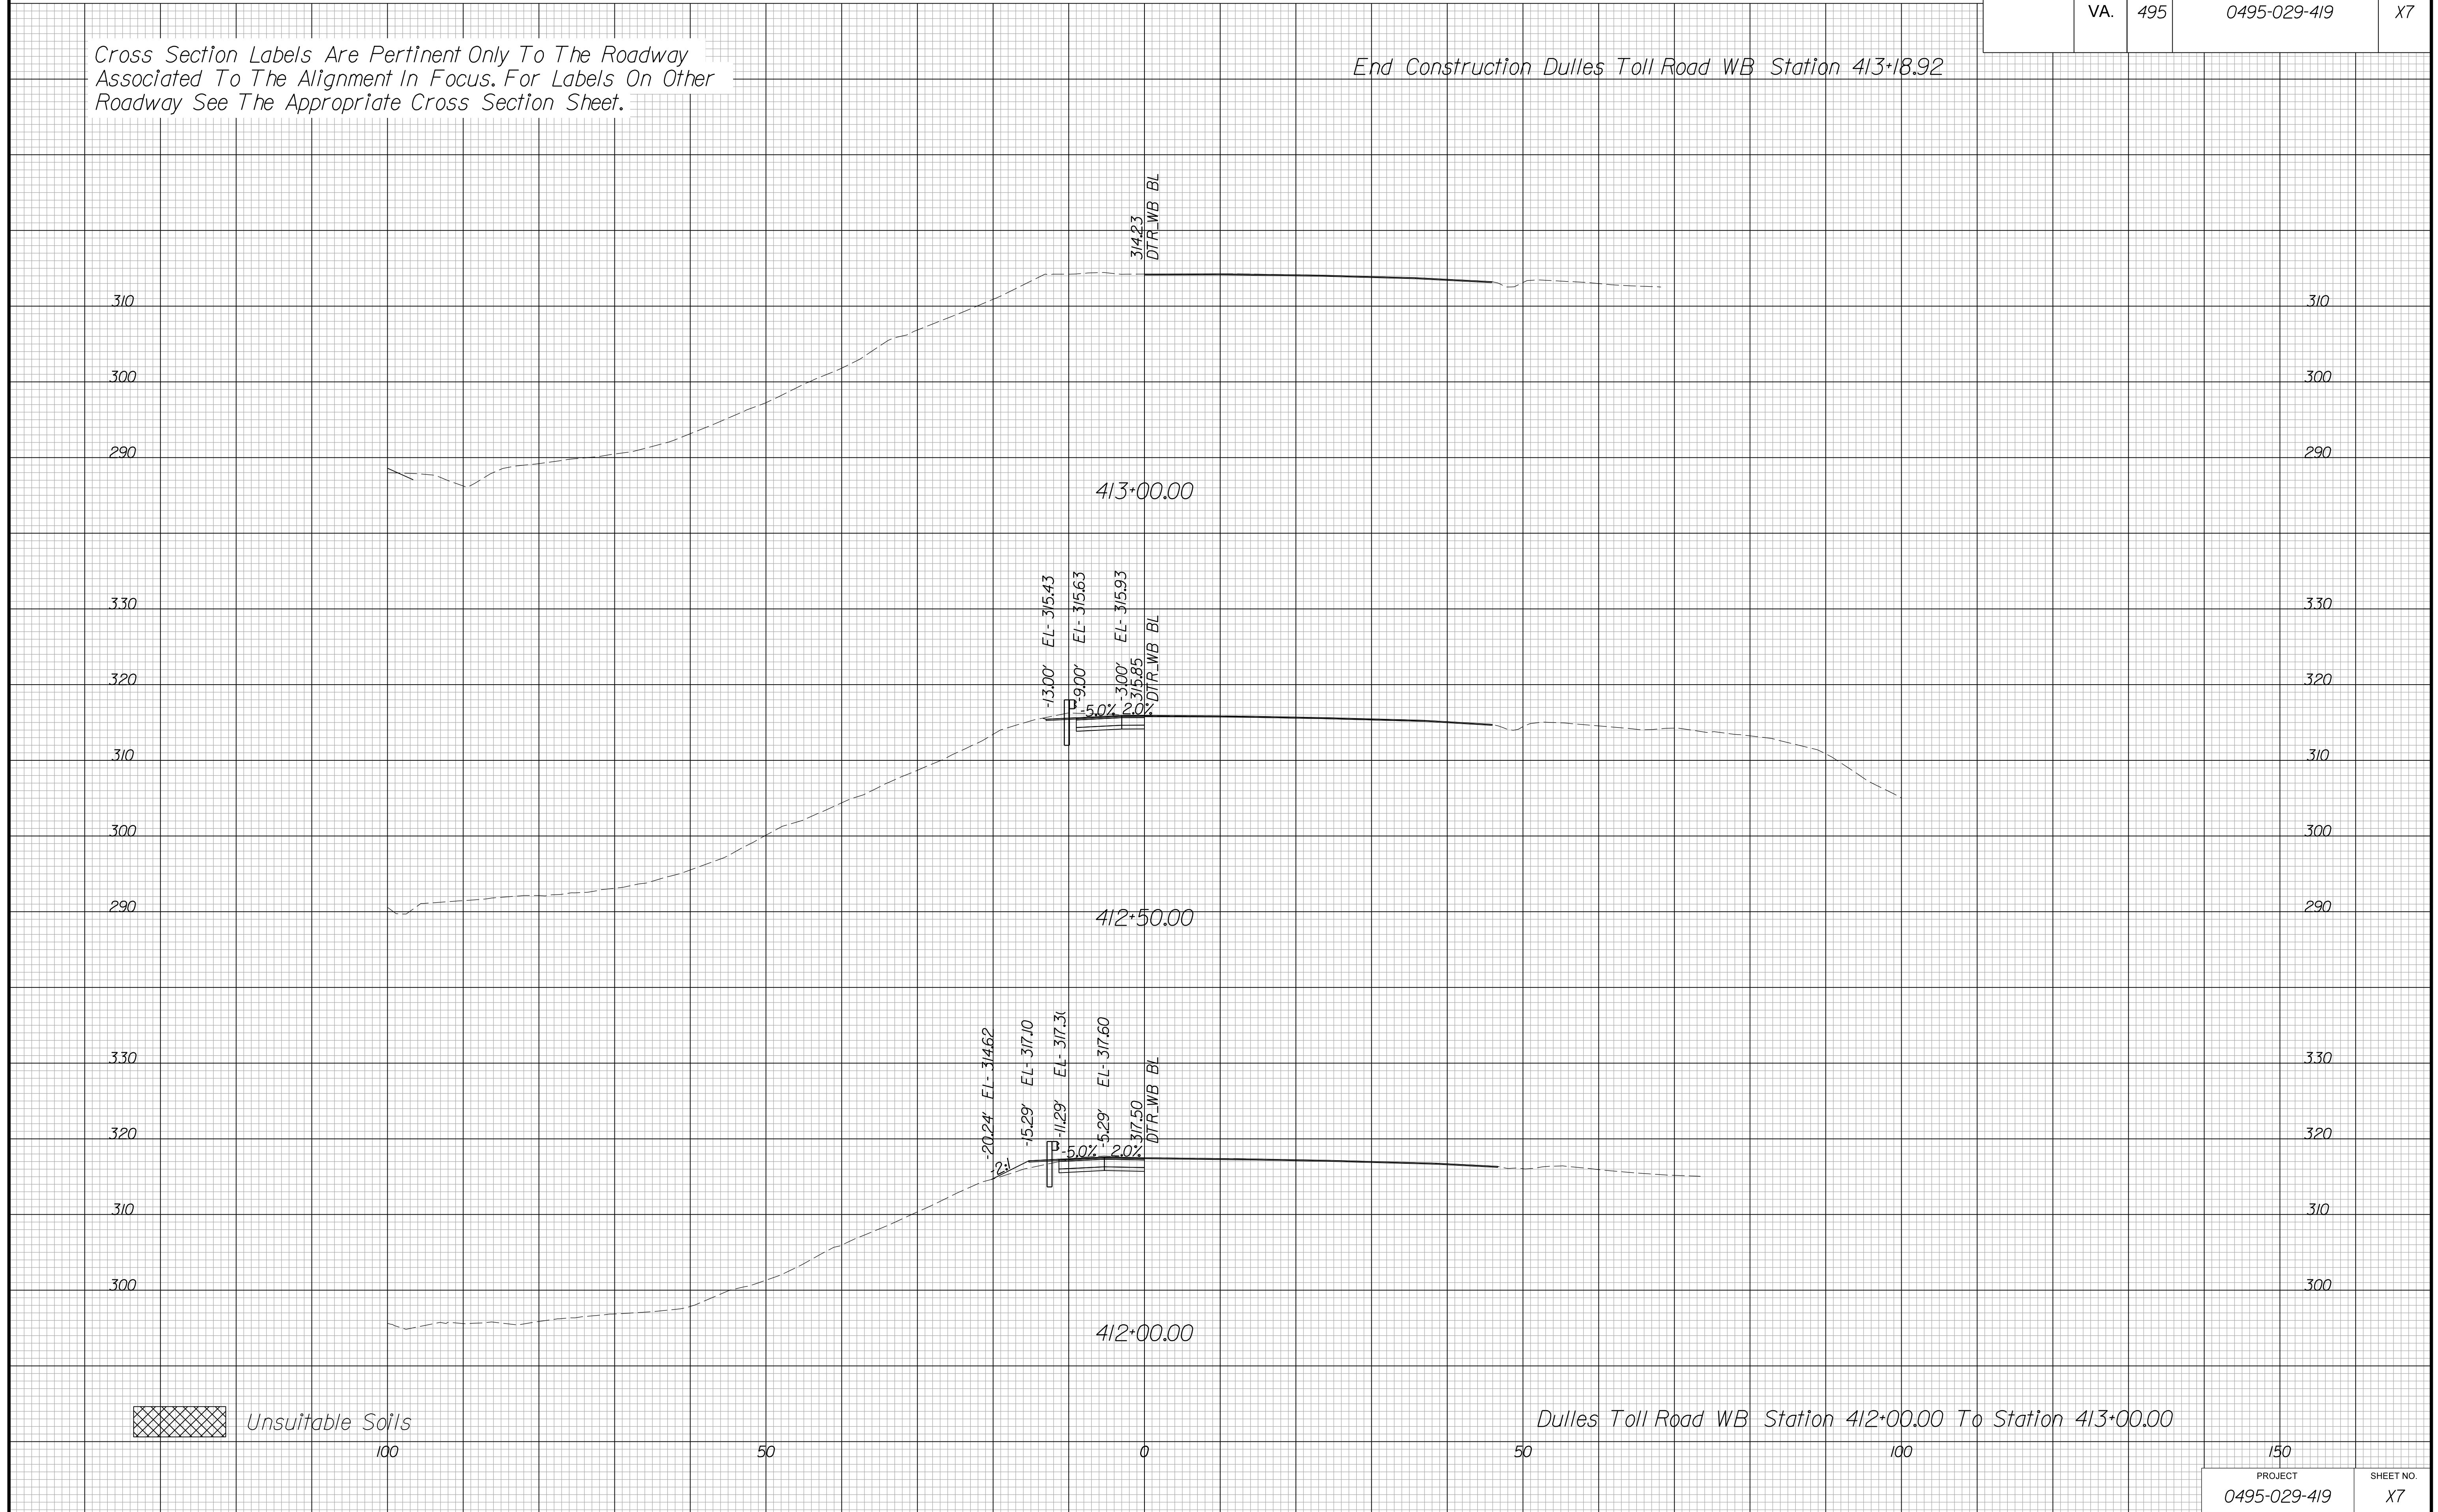 VA. 495 0495-029-419 X7
Cross Section Labels Are Pertinent Only To The Roadway
Associated To The Alignment In Focus. For Labels On Other
Roadway See The Appropriate Cross Section Sheet.
End Construction Dulles Toll Road WB Station 413+18.92
314.23
DTR_WB BL
310 310
300 300
290 290
413+00.00
-13.00' EL- 315.43
-9.00' EL- 315.63
-3.00' EL- 315.93
315.85
DTR_WB BL
330 330
320 320
-5.0% 2.0%
310 310
300 300
290 290
412+50.00
-20.24' EL- 314.62
-15.29' EL- 317.10
-11.29' EL-
-5.29' EL- 317.60
317.50
DTR_WB BL
330 330
320 320
-2:1 -5.0% 2.0%
310 310
300 300
412+00.00
Unsuitable Soils
Dulles Toll Road WB Station 412+00.00 To Station 413+00.00
100 50 0 50 100 150
PROJECT SHEET NO.
0495-029-419 X7